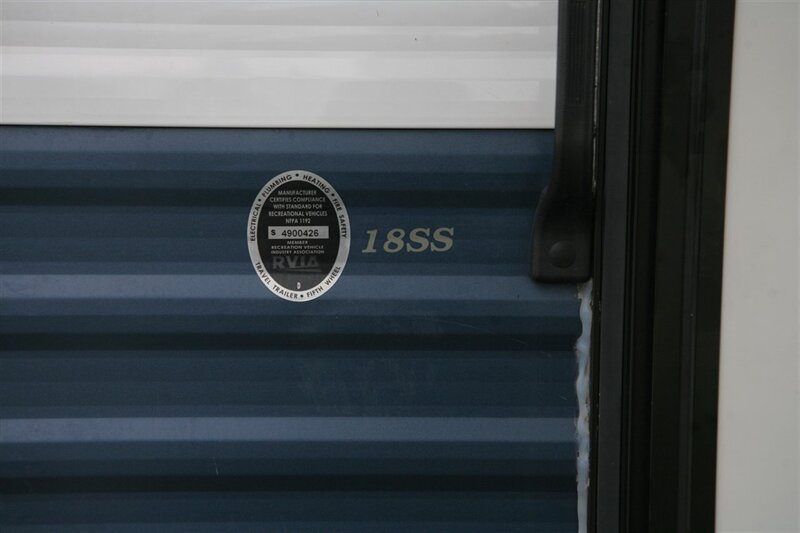 ELECTRICAL • PLUMBING • HEATING • FIRE SAFETY
MANUFACTURER
CERTIFIES COMPLIANCE
WITH STANDARD FOR
RECREATIONAL VEHICLES
NFPA 1192
S 4900426
MEMBER
RECREATION VEHICLE
INDUSTRY ASSOCIATION
RVIA
TRAVEL TRAILER • FIFTH WHEEL
18SS